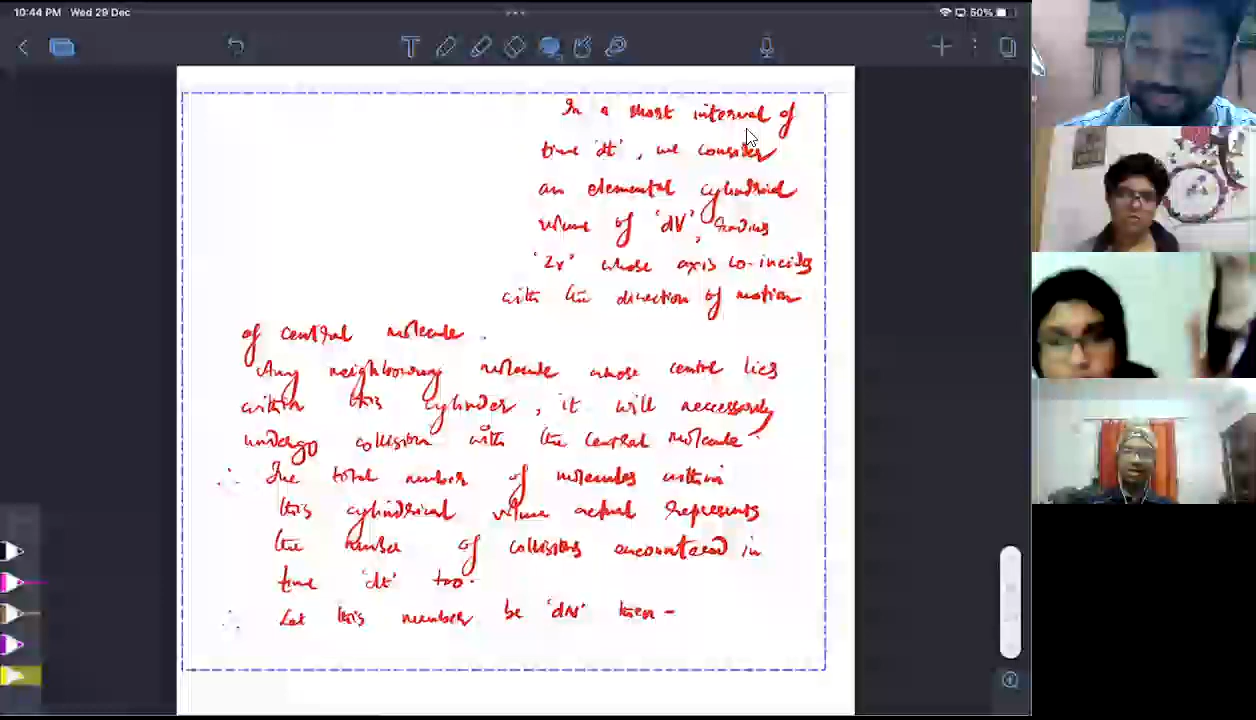 10:44 PM Wed 29 Dec
50%
In a short interval of
time 'dt', we consider
an elemental cylindrical
volume of 'dV', radius
'2r' whose axis co-incides
with the direction of motion
of central molecule.
Any neighbouring molecule whose centre lies
within this cylinder, it will necessarily
undergo collision with the central molecule.
∴ The total number of molecules within
this cylindrical volume actual represents
the number of collisions encountered in
time 'dt' too.
∴ Let this number be 'dN' then -